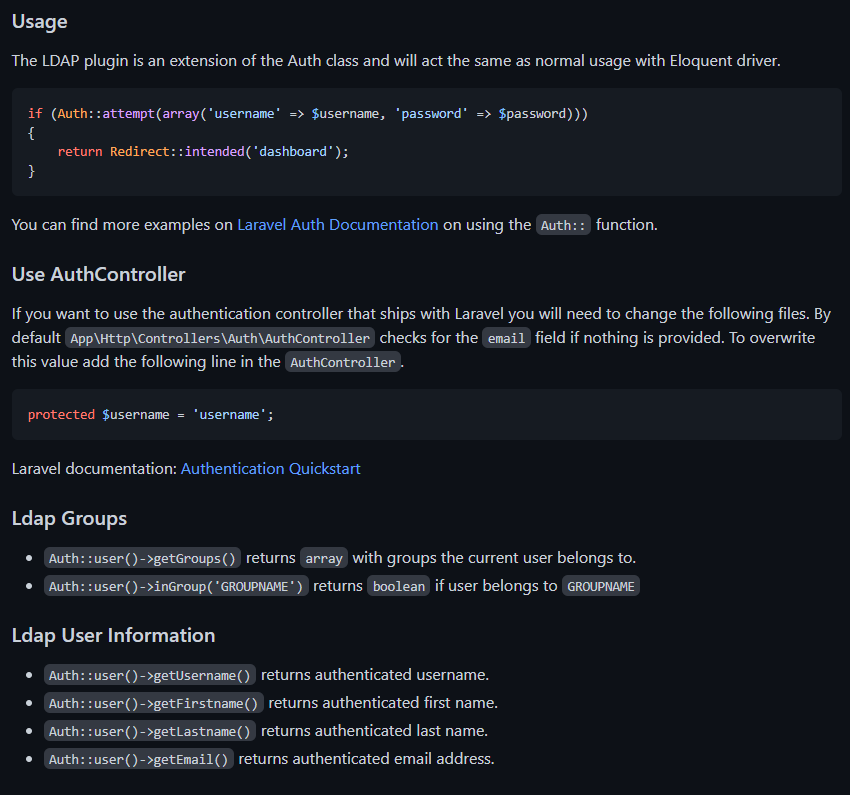 Usage
The LDAP plugin is an extension of the Auth class and will act the same as normal usage with Eloquent driver.
if (Auth::attempt(array('username' => $username, 'password' => $password)))
{
    return Redirect::intended('dashboard');
}
You can find more examples on Laravel Auth Documentation on using the Auth:: function.
Use AuthController
If you want to use the authentication controller that ships with Laravel you will need to change the following files. By
default App\Http\Controllers\Auth\AuthController checks for the email field if nothing is provided. To overwrite
this value add the following line in the AuthController.
protected $username = 'username';
Laravel documentation: Authentication Quickstart
Ldap Groups
• Auth::user()->getGroups() returns array with groups the current user belongs to.
• Auth::user()->inGroup('GROUPNAME') returns boolean if user belongs to GROUPNAME
Ldap User Information
• Auth::user()->getUsername() returns authenticated username.
• Auth::user()->getFirstname() returns authenticated first name.
• Auth::user()->getLastname() returns authenticated last name.
• Auth::user()->getEmail() returns authenticated email address.